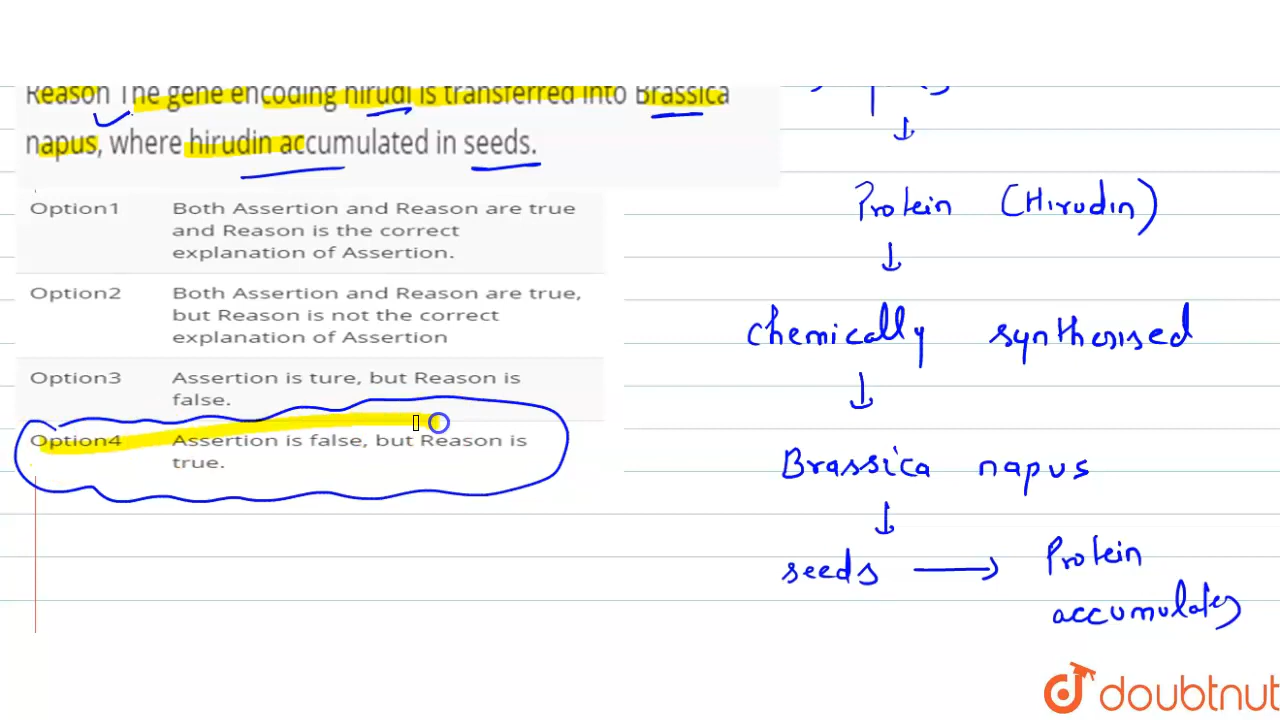 Reason The gene encoding hirudi is transferred into Brassica
napus, where hirudin accumulated in seeds.
Option1 Both Assertion and Reason are true
and Reason is the correct
explanation of Assertion.
Option2 Both Assertion and Reason are true,
but Reason is not the correct
explanation of Assertion
Option3 Assertion is ture, but Reason is
false.
Option4 Assertion is false, but Reason is
true.
Protein (Hirudin)
↓
chemically synthesised
↓
Brassica napus
↓
seeds → Protein
accumulates
doubtnut